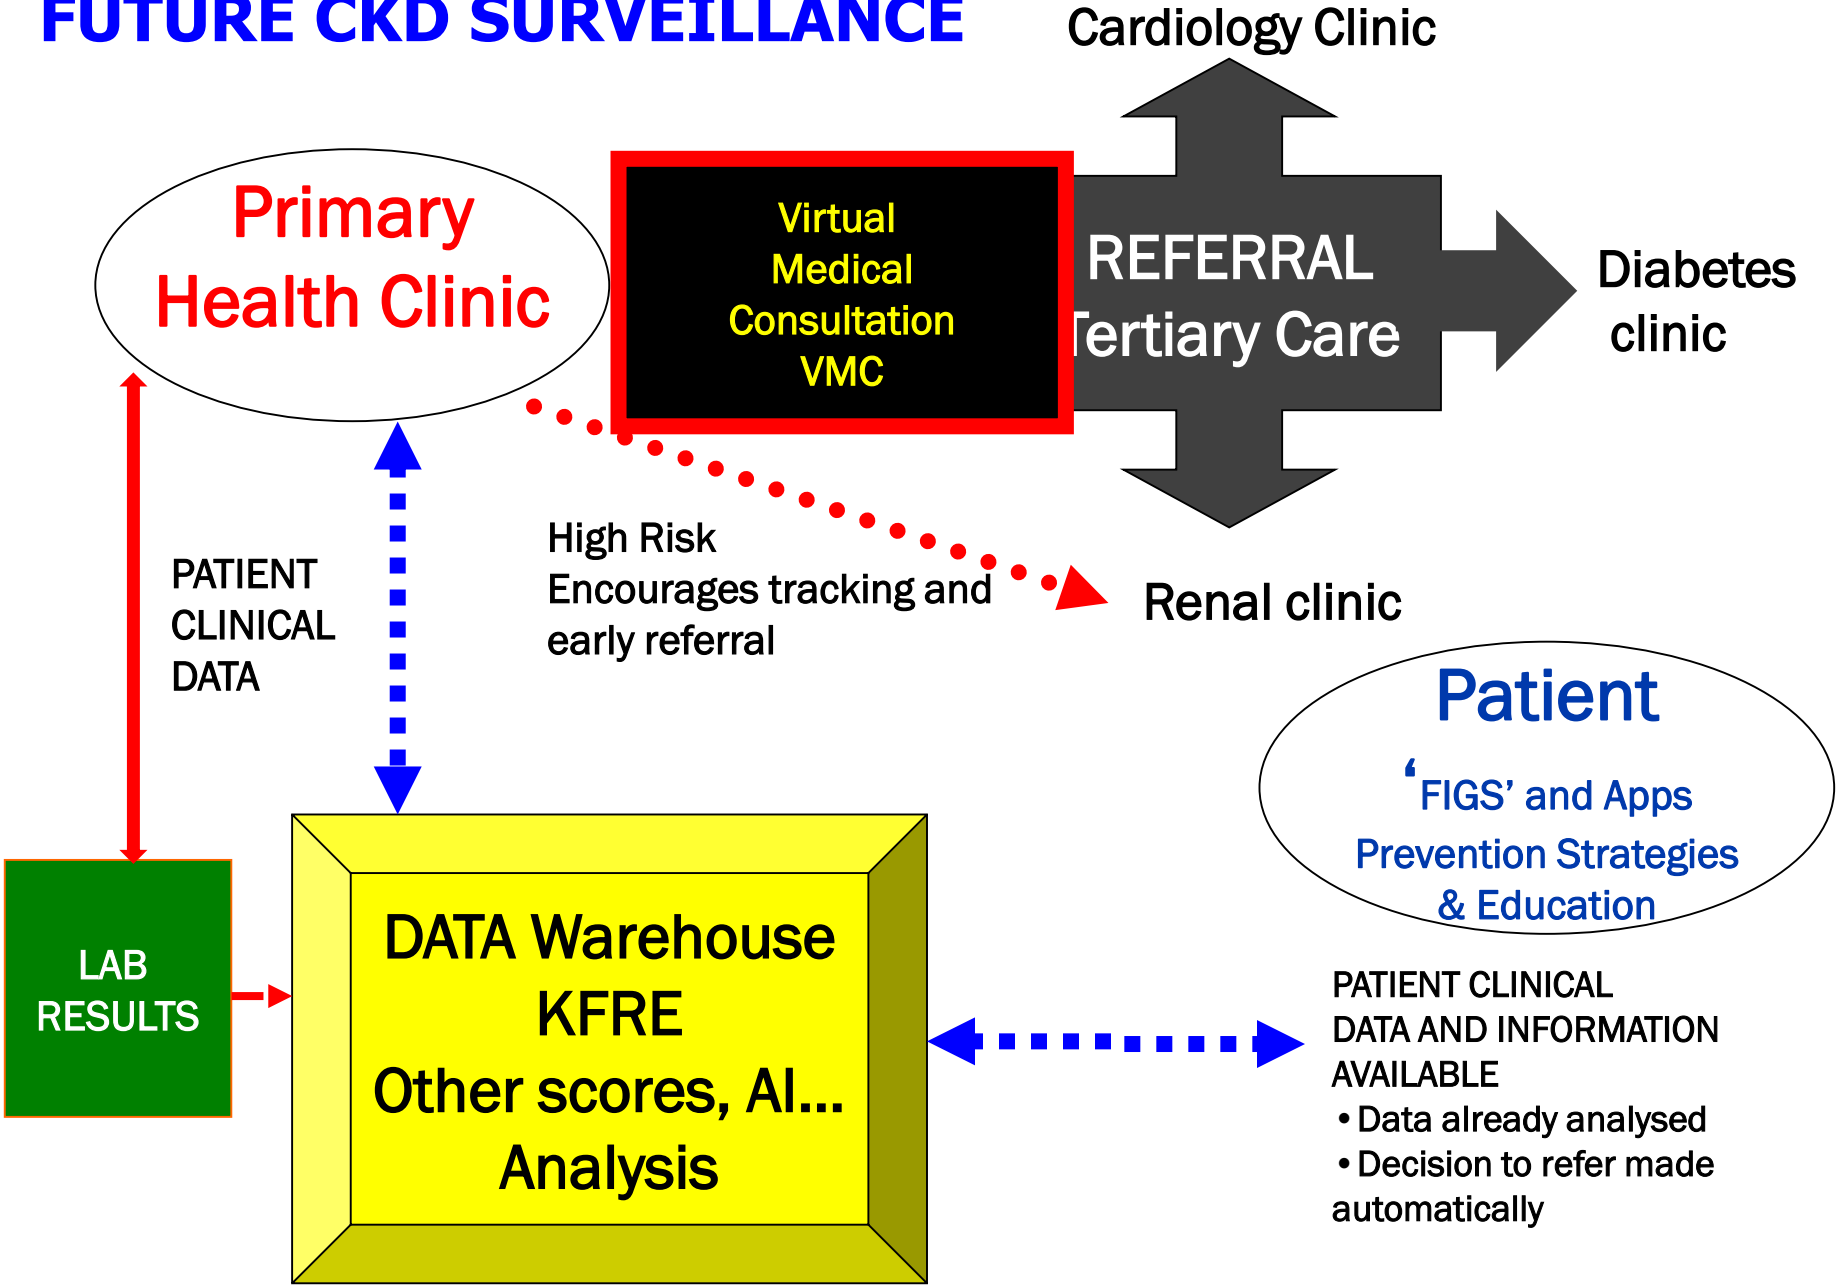 FUTURE CKD SURVEILLANCE
Cardiology Clinic
Primary
Health Clinic
Virtual
Medical
Consultation
VMC
REFERRAL
Tertiary Care
Diabetes
clinic
High Risk
Encourages tracking and
early referral
Renal clinic
PATIENT
CLINICAL
DATA
Patient
‘FIGS’ and Apps
Prevention Strategies
& Education
LAB
RESULTS
DATA Warehouse
KFRE
Other scores, AI...
Analysis
PATIENT CLINICAL
DATA AND INFORMATION
AVAILABLE
•Data already analysed
•Decision to refer made
automatically